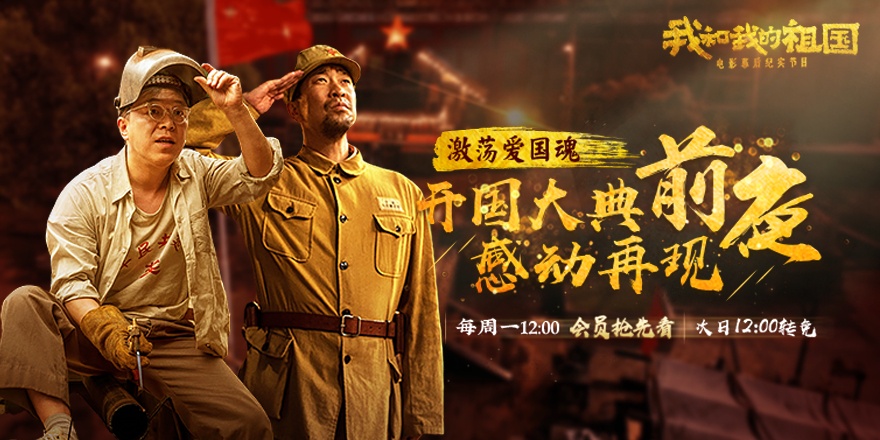 我和我的祖国
电影幕后纪实节目
激荡爱国魂
开国大典前夜
感动再现
每周一12:00 会员抢先看 次日12:00转免